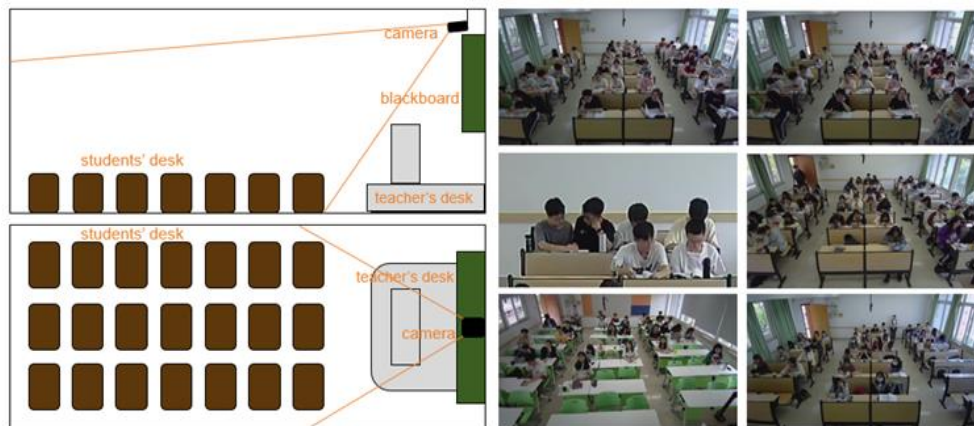 camera
blackboard
students' desk
teacher's desk
students' desk
teacher's desk
camera